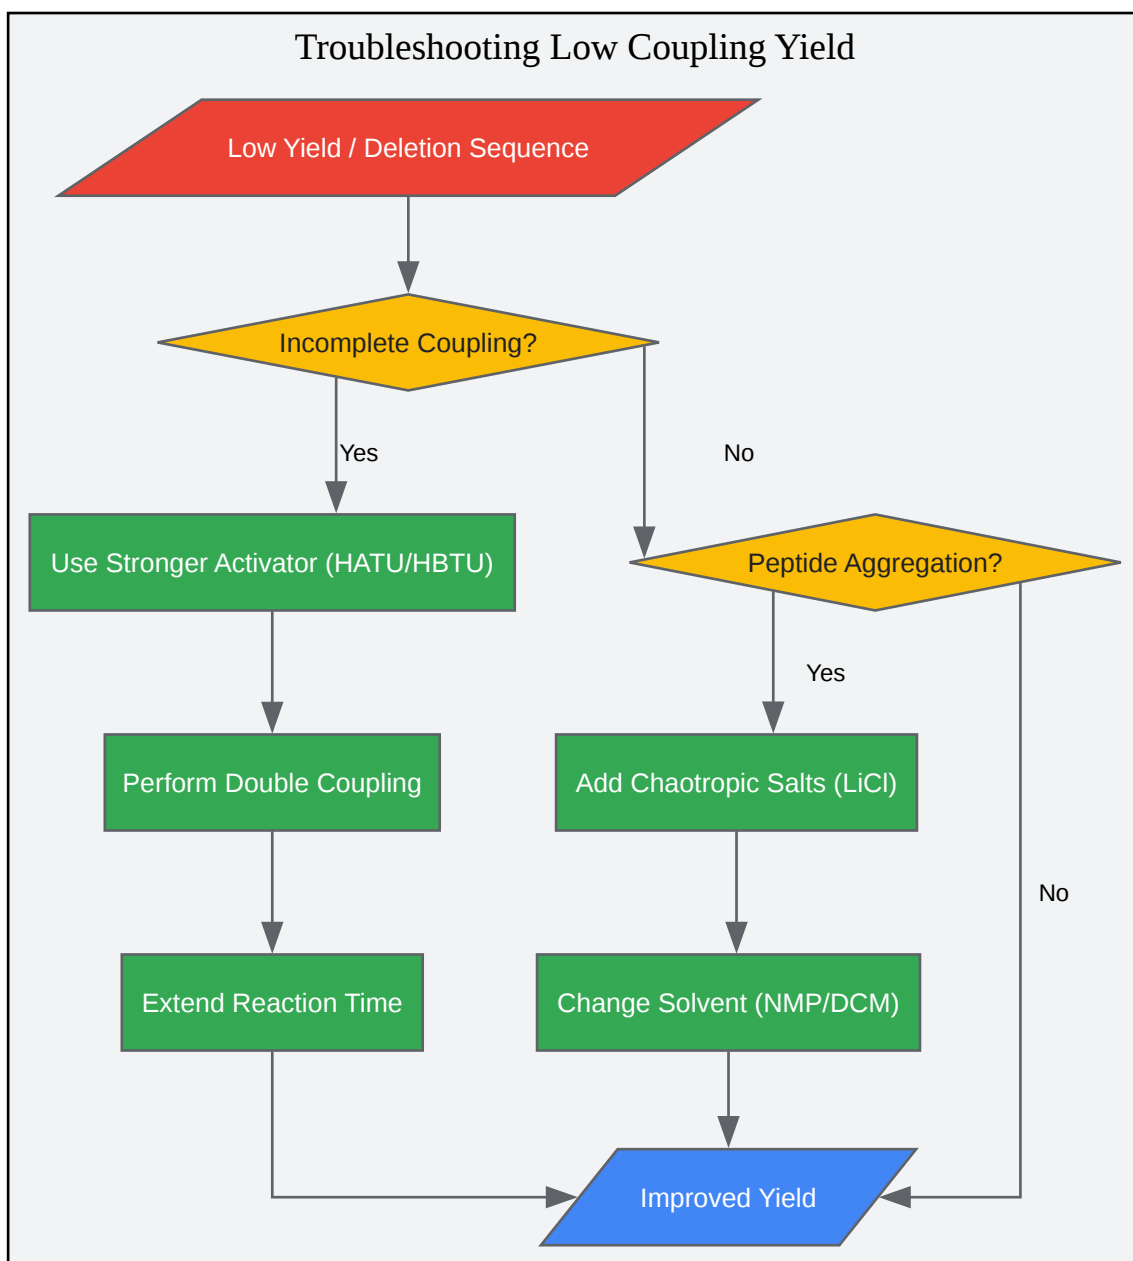 Troubleshooting Low Coupling Yield
Low Yield / Deletion Sequence
Incomplete Coupling?
Yes
No
Use Stronger Activator (HATU/HBTU)
Peptide Aggregation?
Yes
Perform Double Coupling
Add Chaotropic Salts (LiCl)
No
Extend Reaction Time
Change Solvent (NMP/DCM)
Improved Yield